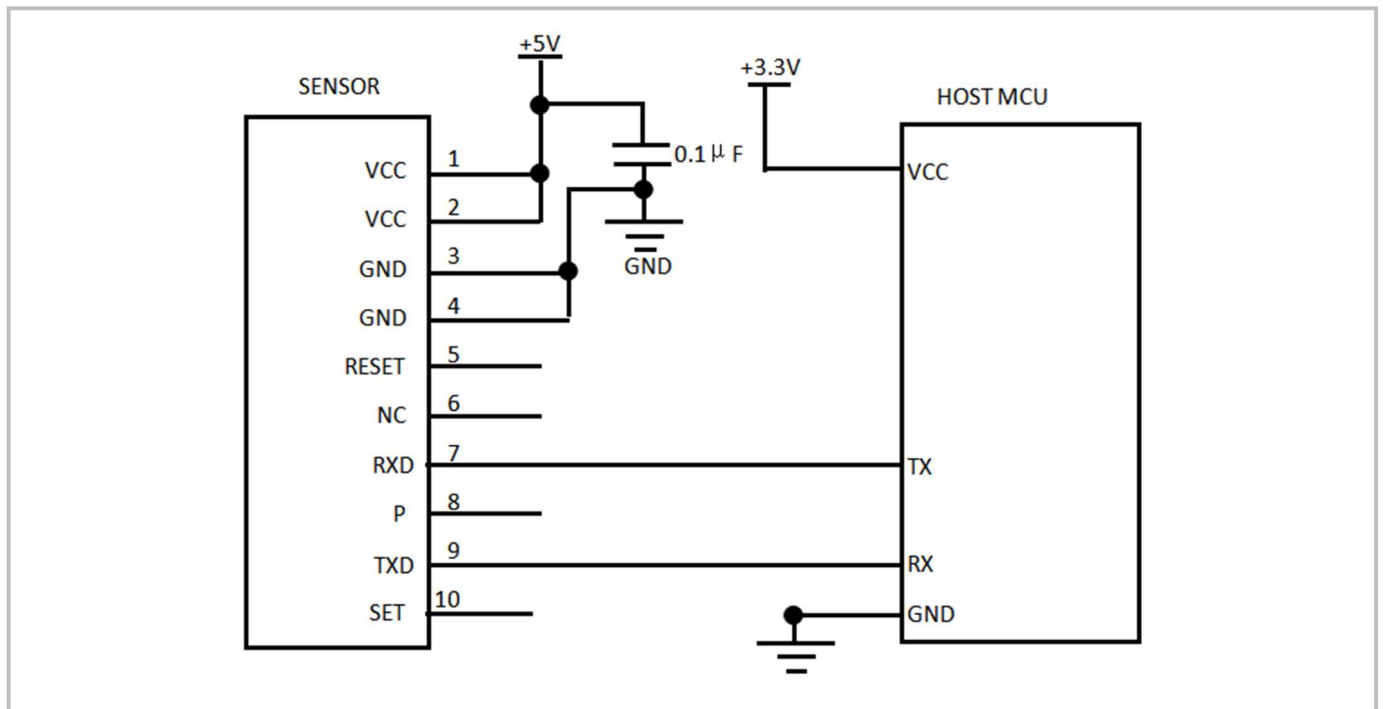 +5V
+3.3V
SENSOR
HOST MCU
0.1μF
VCC 1
VCC
VCC 2
GND 3
GND
GND 4
RESET 5
NC 6
RXD 7
TX
P 8
TXD 9
RX
SET 10
GND